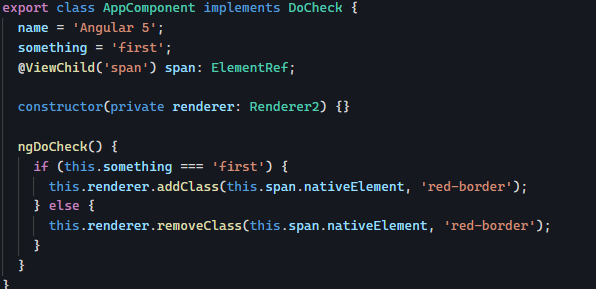 export class AppComponent implements DoCheck {
name = 'Angular 5';
something = 'first';
@ViewChild('span') span: ElementRef;
constructor(private renderer: Renderer2) {}
ngDoCheck() {
if (this.something === 'first') {
this.renderer.addClass(this.span.nativeElement, 'red-border');
} else {
this.renderer.removeClass(this.span.nativeElement, 'red-border');
}
}
}